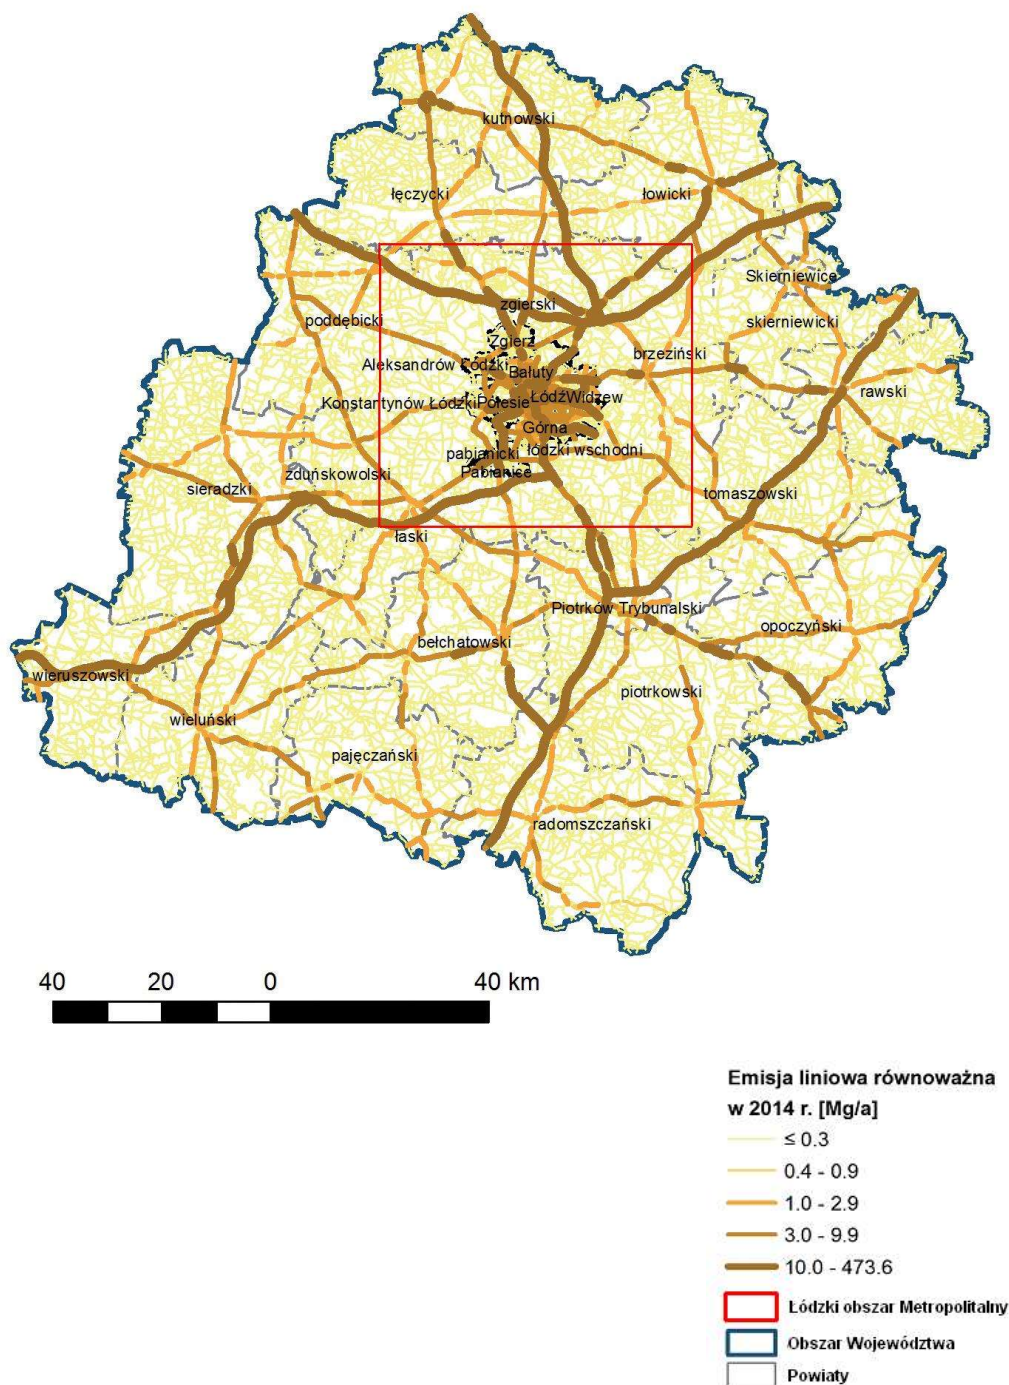 kutnowski
łęczycki
łowicki
Skierniewice
zgierski
poddębicki
skierniewicki
Zgierz
brzeziński
Aleksandrów Łódzki
Bałuty
rawski
Konstantynów Łódzki
Polesie
Łódź
Widzew
Górna
pabianicki
łódzki wschodni
Pabianice
zduńskowolski
sieradzki
tomaszowski
łaski
Piotrków Trybunalski
opoczyński
bełchatowski
wieruszowski
piotrkowski
wieluński
pajęczański
radomszczański
40 20 0 40 km
Emisja liniowa równoważna
w 2014 r. [Mg/a]
≤ 0.3
0.4 - 0.9
1.0 - 2.9
3.0 - 9.9
10.0 - 473.6
Łódzki obszar Metropolitalny
Obszar Województwa
Powiaty